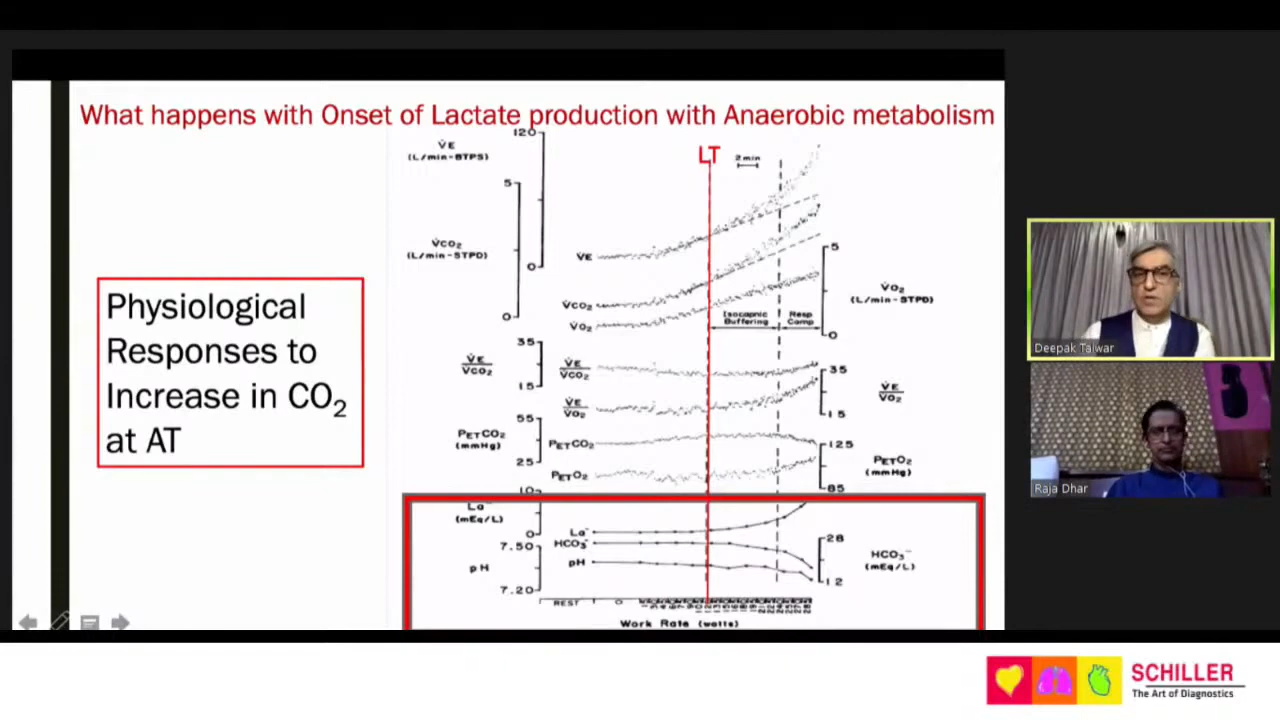 What happens with Onset of Lactate production with Anaerobic metabolism
Physiological
Responses to
Increase in CO₂
at AT
120
V̇E
(L/min-BTPS)
5
0
V̇CO₂
(L/min-STPD)
0
LT
2 min
V̇E
V̇CO₂
V̇O₂
Isocapnic
Buffering
Resp
Comp
5
V̇O₂
(L/min-STPD)
0
V̇E
V̇CO₂
35
15
V̇E
V̇CO₂
V̇E
V̇O₂
35
15
V̇E
V̇O₂
PETCO₂
(mmHg)
55
25
PETCO₂
PETO₂
125
85
PETO₂
(mmHg)
10
La⁻
(mEq/L)
0
La⁻
HCO₃⁻
pH
7.50
pH
7.20
28
12
HCO₃⁻
(mEq/L)
REST
0
Work Rate (watts)
Deepak Talwar
Raja Dhar
SCHILLER
The Art of Diagnostics